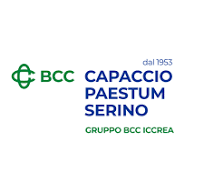 dal 1953
BCC CAPACCIO
PAESTUM
SERINO
GRUPPO BCC ICCREA